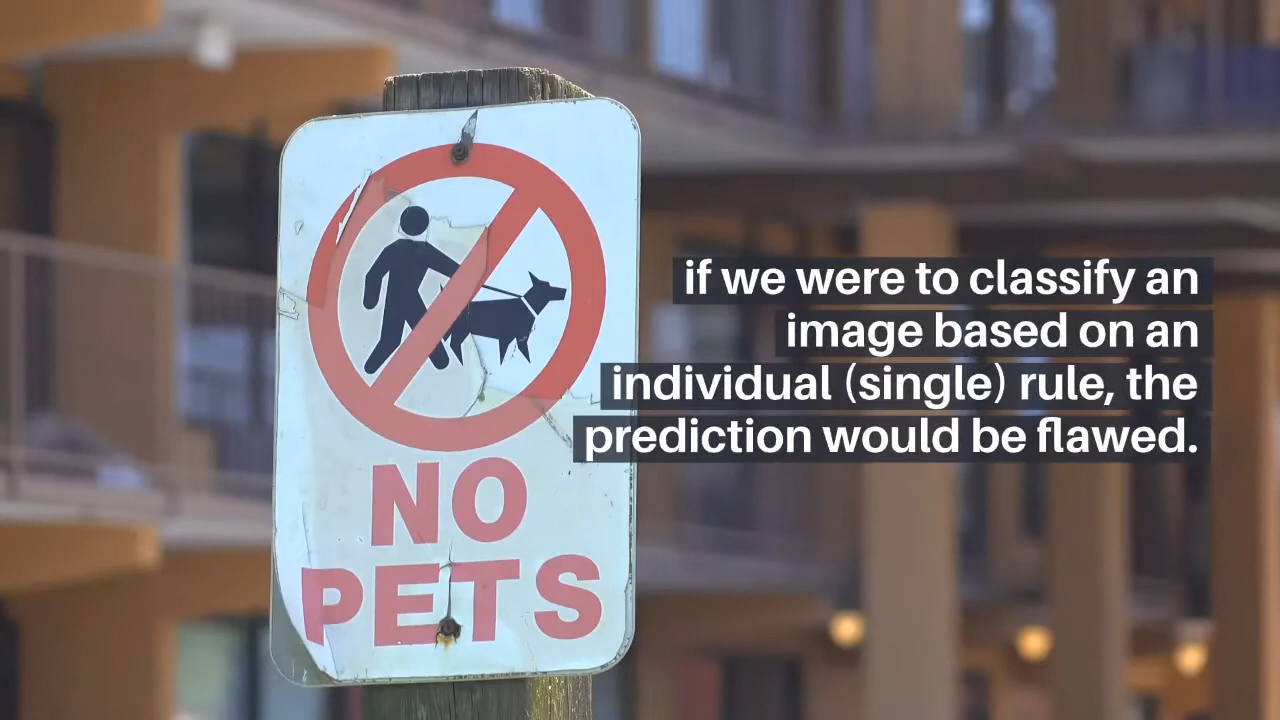 NO
PETS
if we were to classify an
image based on an
individual (single) rule, the
prediction would be flawed.